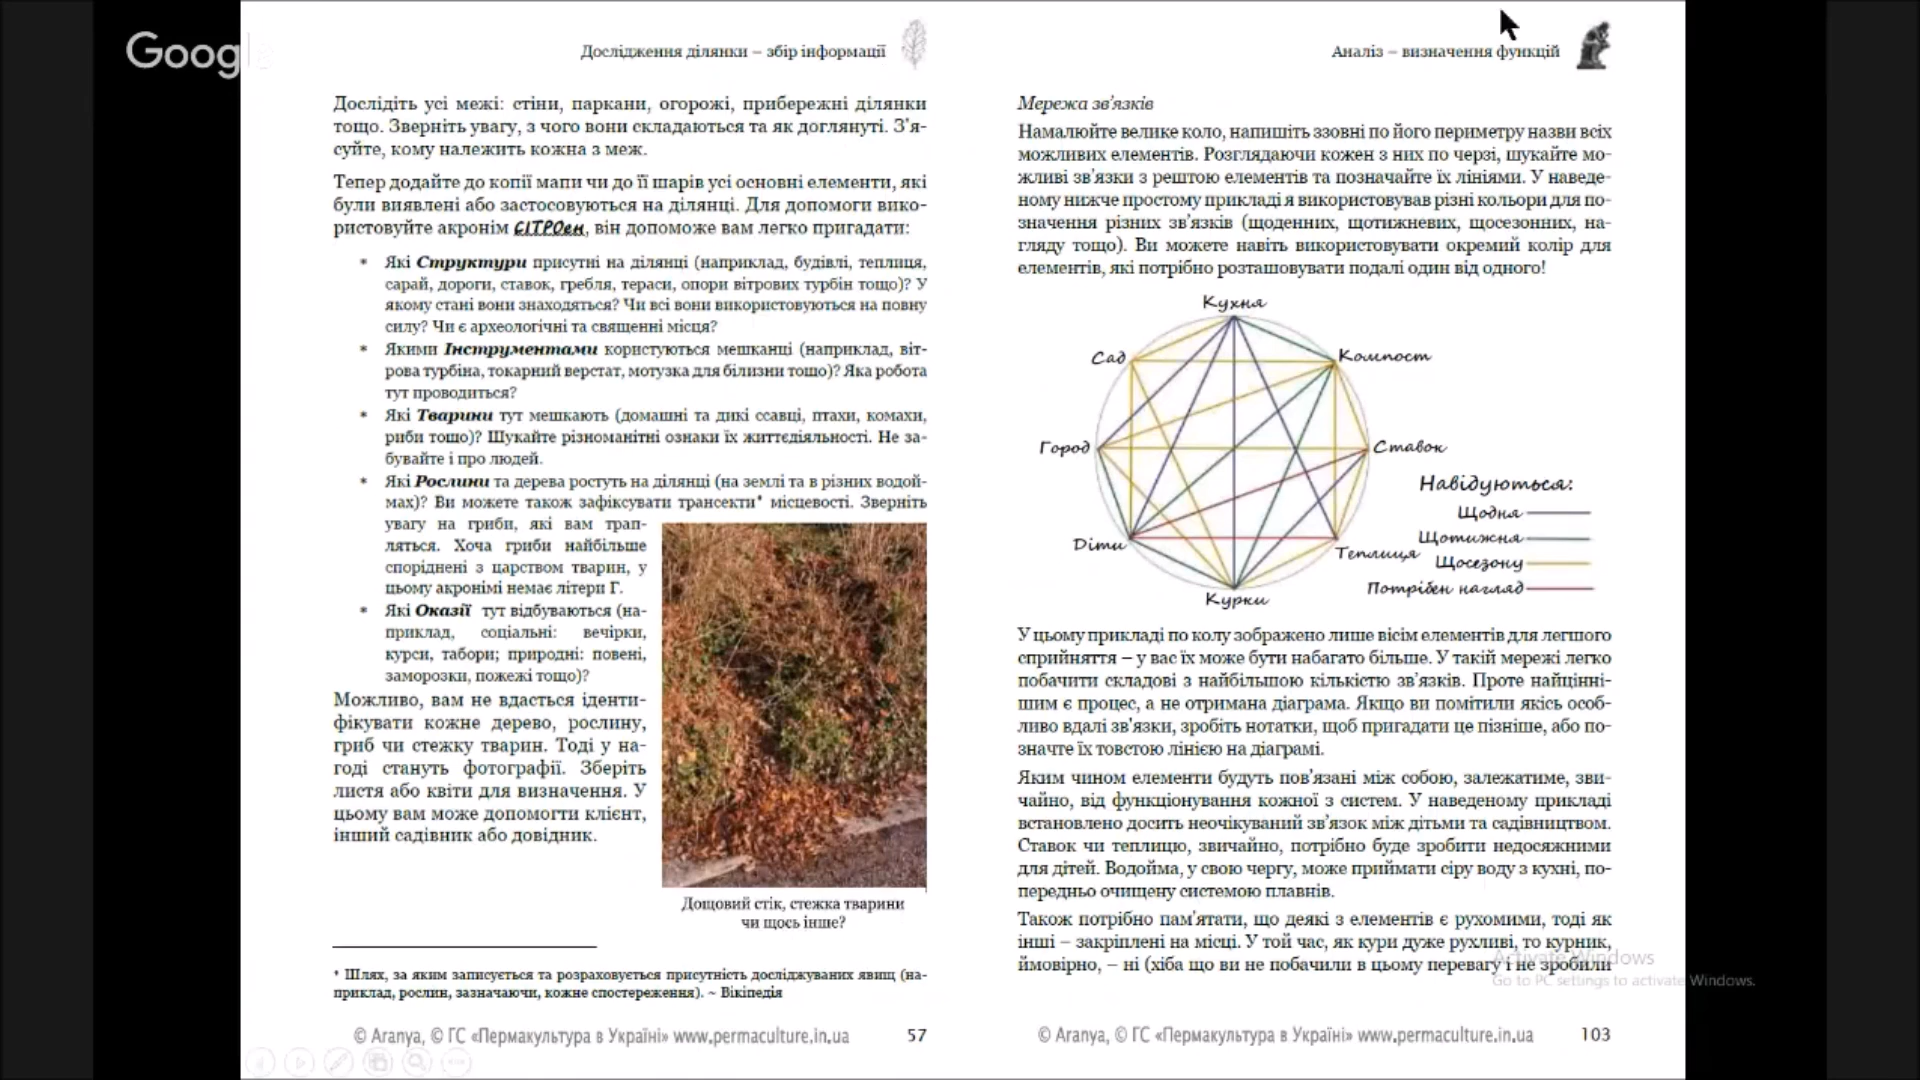 Google
Дослідження ділянки – збір інформації
Дослідіть усі межі: стіни, паркани, огорожі, прибережні ділянки
тощо. Зверніть увагу, з чого вони складаються та як доглянуті. З'я-
суйте, кому належить кожна з меж.
Тепер додайте до копії мапи чи до її шарів усі основні елементи, які
були виявлені або застосовуються на ділянці. Для допомоги вико-
ристовуйте акронім СІТРОен, він допоможе вам легко пригадати:
* Які Структури присутні на ділянці (наприклад, будівлі, теплиця,
сарай, дороги, ставок, гребля, тераси, опори вітрових турбін тощо)? У
якому стані вони знаходяться? Чи всі вони використовуються на повну
силу? Чи є археологічні та священні місця?
* Якими Інструментами користуються мешканці (наприклад, віт-
рова турбіна, токарний верстат, мотузка для білизни тощо)? Яка робота
тут проводиться?
* Які Тварини тут мешкають (домашні та дикі ссавці, птахи, комахи,
риби тощо)? Шукайте різноманітні ознаки їх життєдіяльності. Не за-
бувайте і про людей.
* Які Рослини та дерева ростуть на ділянці (на землі та в різних водой-
мах)? Ви можете також зафіксувати трансекти* місцевості. Зверніть
увагу на гриби, які вам трап-
ляться. Хоча гриби найбільше
споріднені з царством тварин, у
цьому акронімі немає літери Г.
* Які Оказії тут відбуваються (на-
приклад, соціальні: вечірки,
курси, табори; природні: повені,
заморозки, пожежі тощо)?
Можливо, вам не вдасться іденти-
фікувати кожне дерево, рослину,
гриб чи стежку тварин. Тоді у на-
годі стануть фотографії. Зберіть
листя або квіти для визначення. У
цьому вам може допомогти клієнт,
інший садівник або довідник.
Дощовий стік, стежка тварини
чи щось інше?
* Шлях, за яким записується та розраховується присутність досліджуваних явищ (на-
приклад, рослин, зазначаючи, кожне спостереження). ~ Вікіпедія
© Aranya, © ГС «Пермакультура в Україні» www.permaculture.in.ua 57
Аналіз – визначення функцій
Мережа зв'язків
Намалюйте велике коло, напишіть ззовні по його периметру назви всіх
можливих елементів. Розглядаючи кожен з них по черзі, шукайте мо-
жливі зв'язки з рештою елементів та позначайте їх лініями. У наведе-
ному нижче простому прикладі я використовував різні кольори для по-
значення різних зв'язків (щоденних, щотижневих, щосезонних, на-
гляду тощо). Ви можете навіть використовувати окремий колір для
елементів, які потрібно розташовувати подалі один від одного!
Кухня
Сад
Компост
Город
Ставок
Діти
Теплиця
Курки
Навідуються:
Щодня
Щотижня
Щосезону
Потрібен нагляд
У цьому прикладі по колу зображено лише вісім елементів для легшого
сприйняття – у вас їх може бути набагато більше. У такій мережі легко
побачити складові з найбільшою кількістю зв'язків. Проте найцінні-
шим є процес, а не отримана діаграма. Якщо ви помітили якісь особ-
ливо вдалі зв'язки, зробіть нотатки, щоб пригадати це пізніше, або по-
значте їх товстою лінією на діаграмі.
Яким чином елементи будуть пов'язані між собою, залежатиме, зви-
чайно, від функціонування кожної з систем. У наведеному прикладі
встановлено досить неочікуваний зв'язок між дітьми та садівництвом.
Ставок чи теплицю, звичайно, потрібно буде зробити недосяжними
для дітей. Водойма, у свою чергу, може приймати сіру воду з кухні, по-
передньо очищену системою плавнів.
Також потрібно пам'ятати, що деякі з елементів є рухомими, тоді як
інші – закріплені на місці. У той час, як кури дуже рухливі, то курник,
ймовірно, – ні (хіба що ви не побачили в цьому перевагу і не зробили
Activate Windows
Go to PC settings to activate Windows.
© Aranya, © ГС «Пермакультура в Україні» www.permaculture.in.ua 103